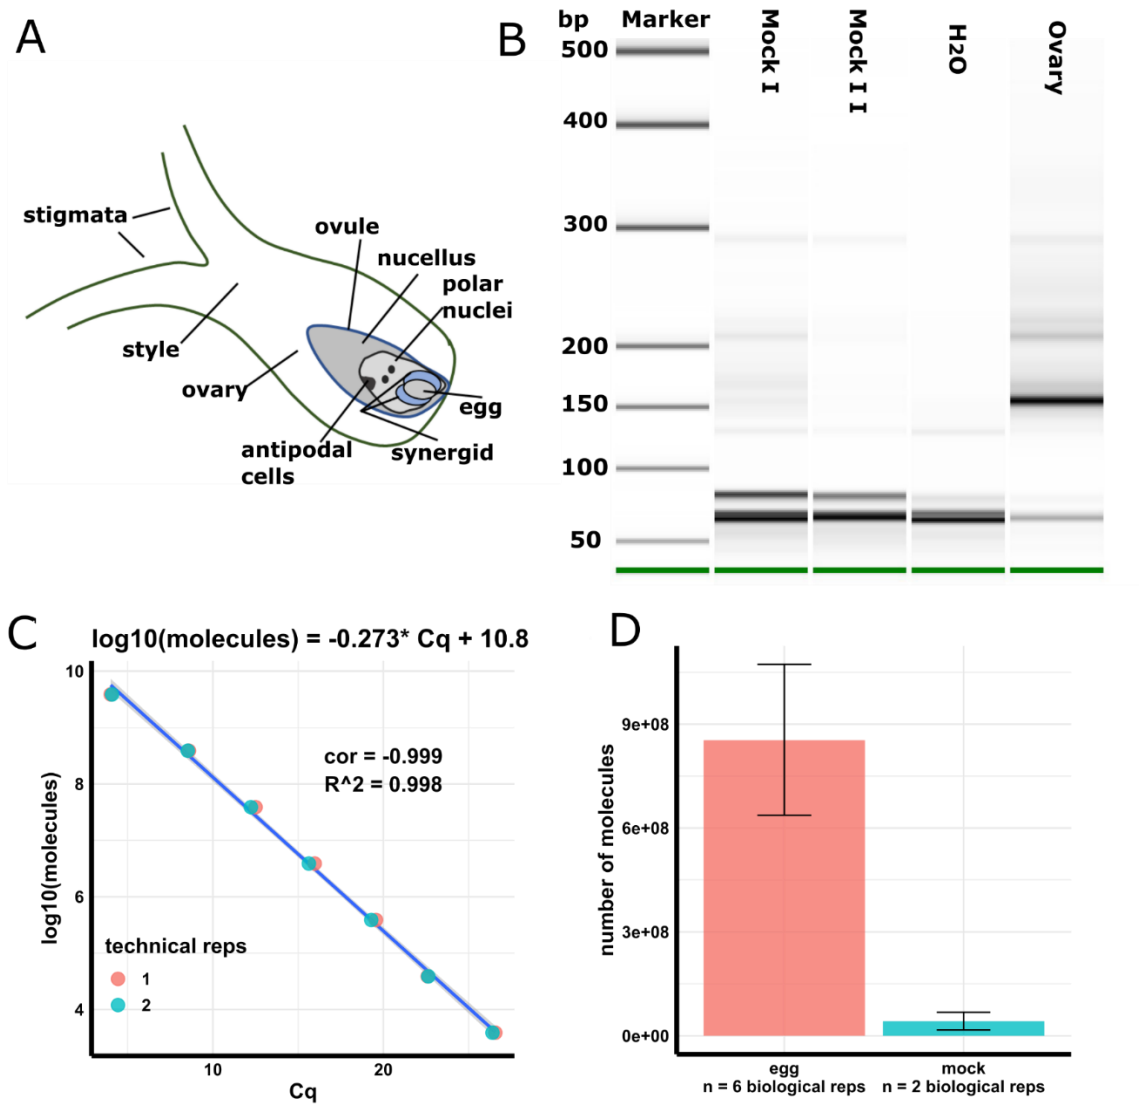 A
stigmata
ovule
nucellus
polar
nuclei
style
ovary
egg
antipodal
cells
synergid
B
bp
Marker
Mock I
Mock I I
H2O
Ovary
500
400
300
200
150
100
50
C
log10(molecules) = -0.273* Cq + 10.8
10
8
6
4
log10(molecules)
cor = -0.999
R^2 = 0.998
technical reps
1
2
10
20
Cq
D
number of molecules
9e+08
6e+08
3e+08
0e+00
egg
n = 6 biological reps
mock
n = 2 biological reps